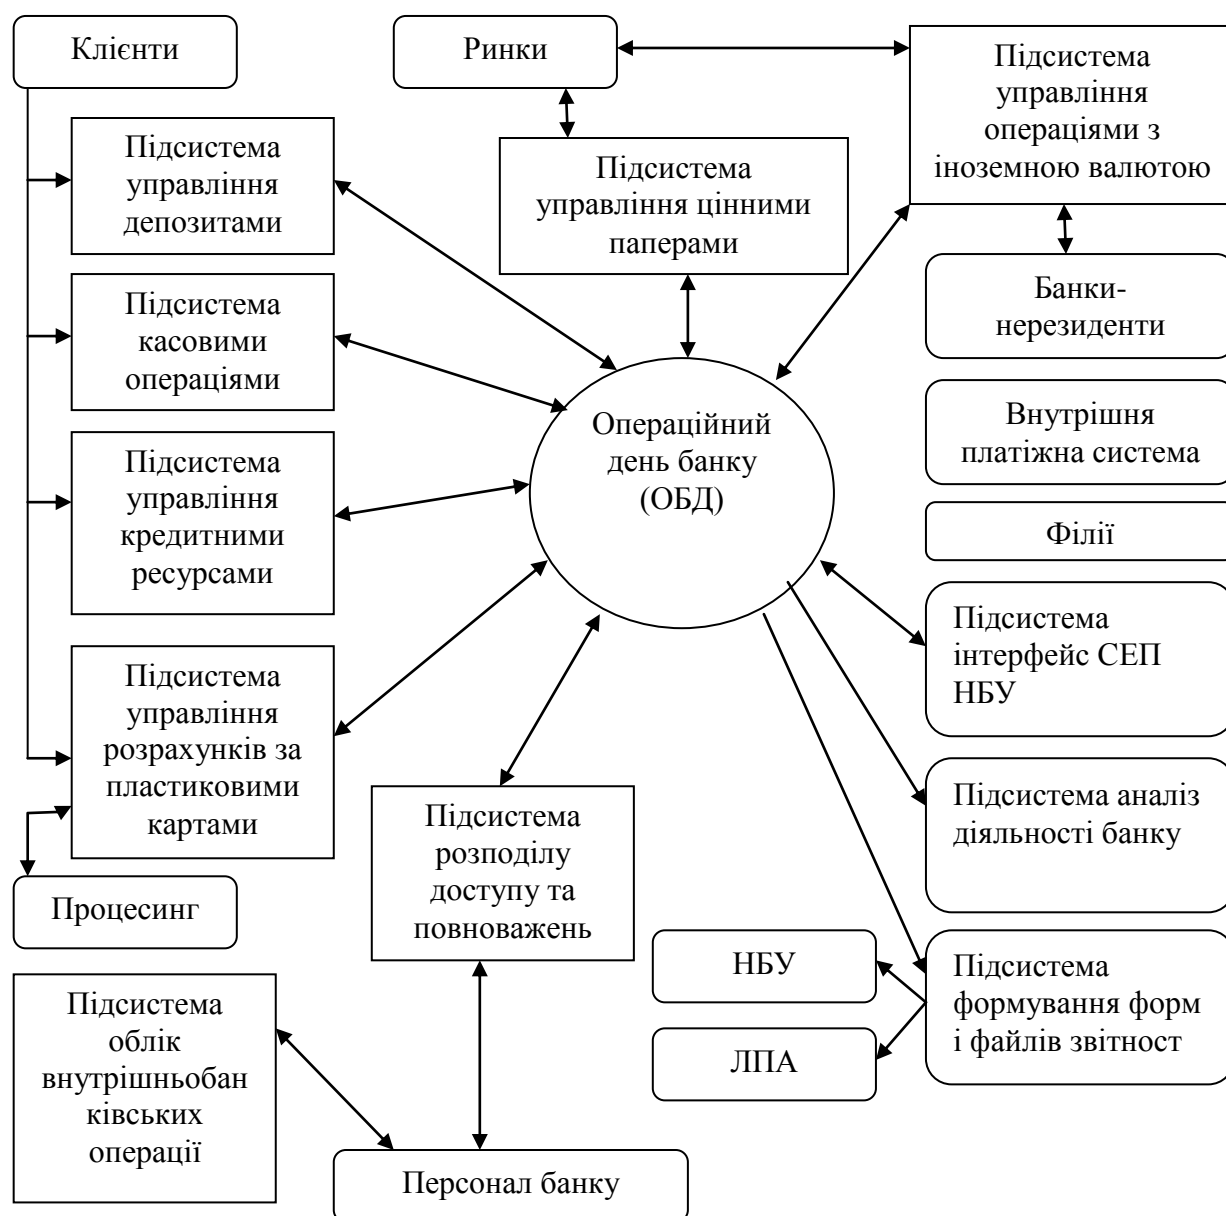 Клієнти
Ринки
Підсистема
управління
операціями з
іноземною валютою
Підсистема
управління
депозитами
Підсистема
управління цінними
паперами
Підсистема
касовими
операціями
Банки-
нерезиденти
Внутрішня
платіжна система
Операційний
день банку
(ОБД)
Підсистема
управління
кредитними
ресурсами
Філії
Підсистема
інтерфейс СЕП
НБУ
Підсистема
управління
розрахунків за
пластиковими
картами
Підсистема аналіз
діяльності банку
Підсистема
розподілу
доступу та
повноважень
Процесинг
НБУ
ЛПА
Підсистема
формування форм
і файлів звітност
Підсистема
облік
внутрішньобан
ківських
операції
Персонал банку